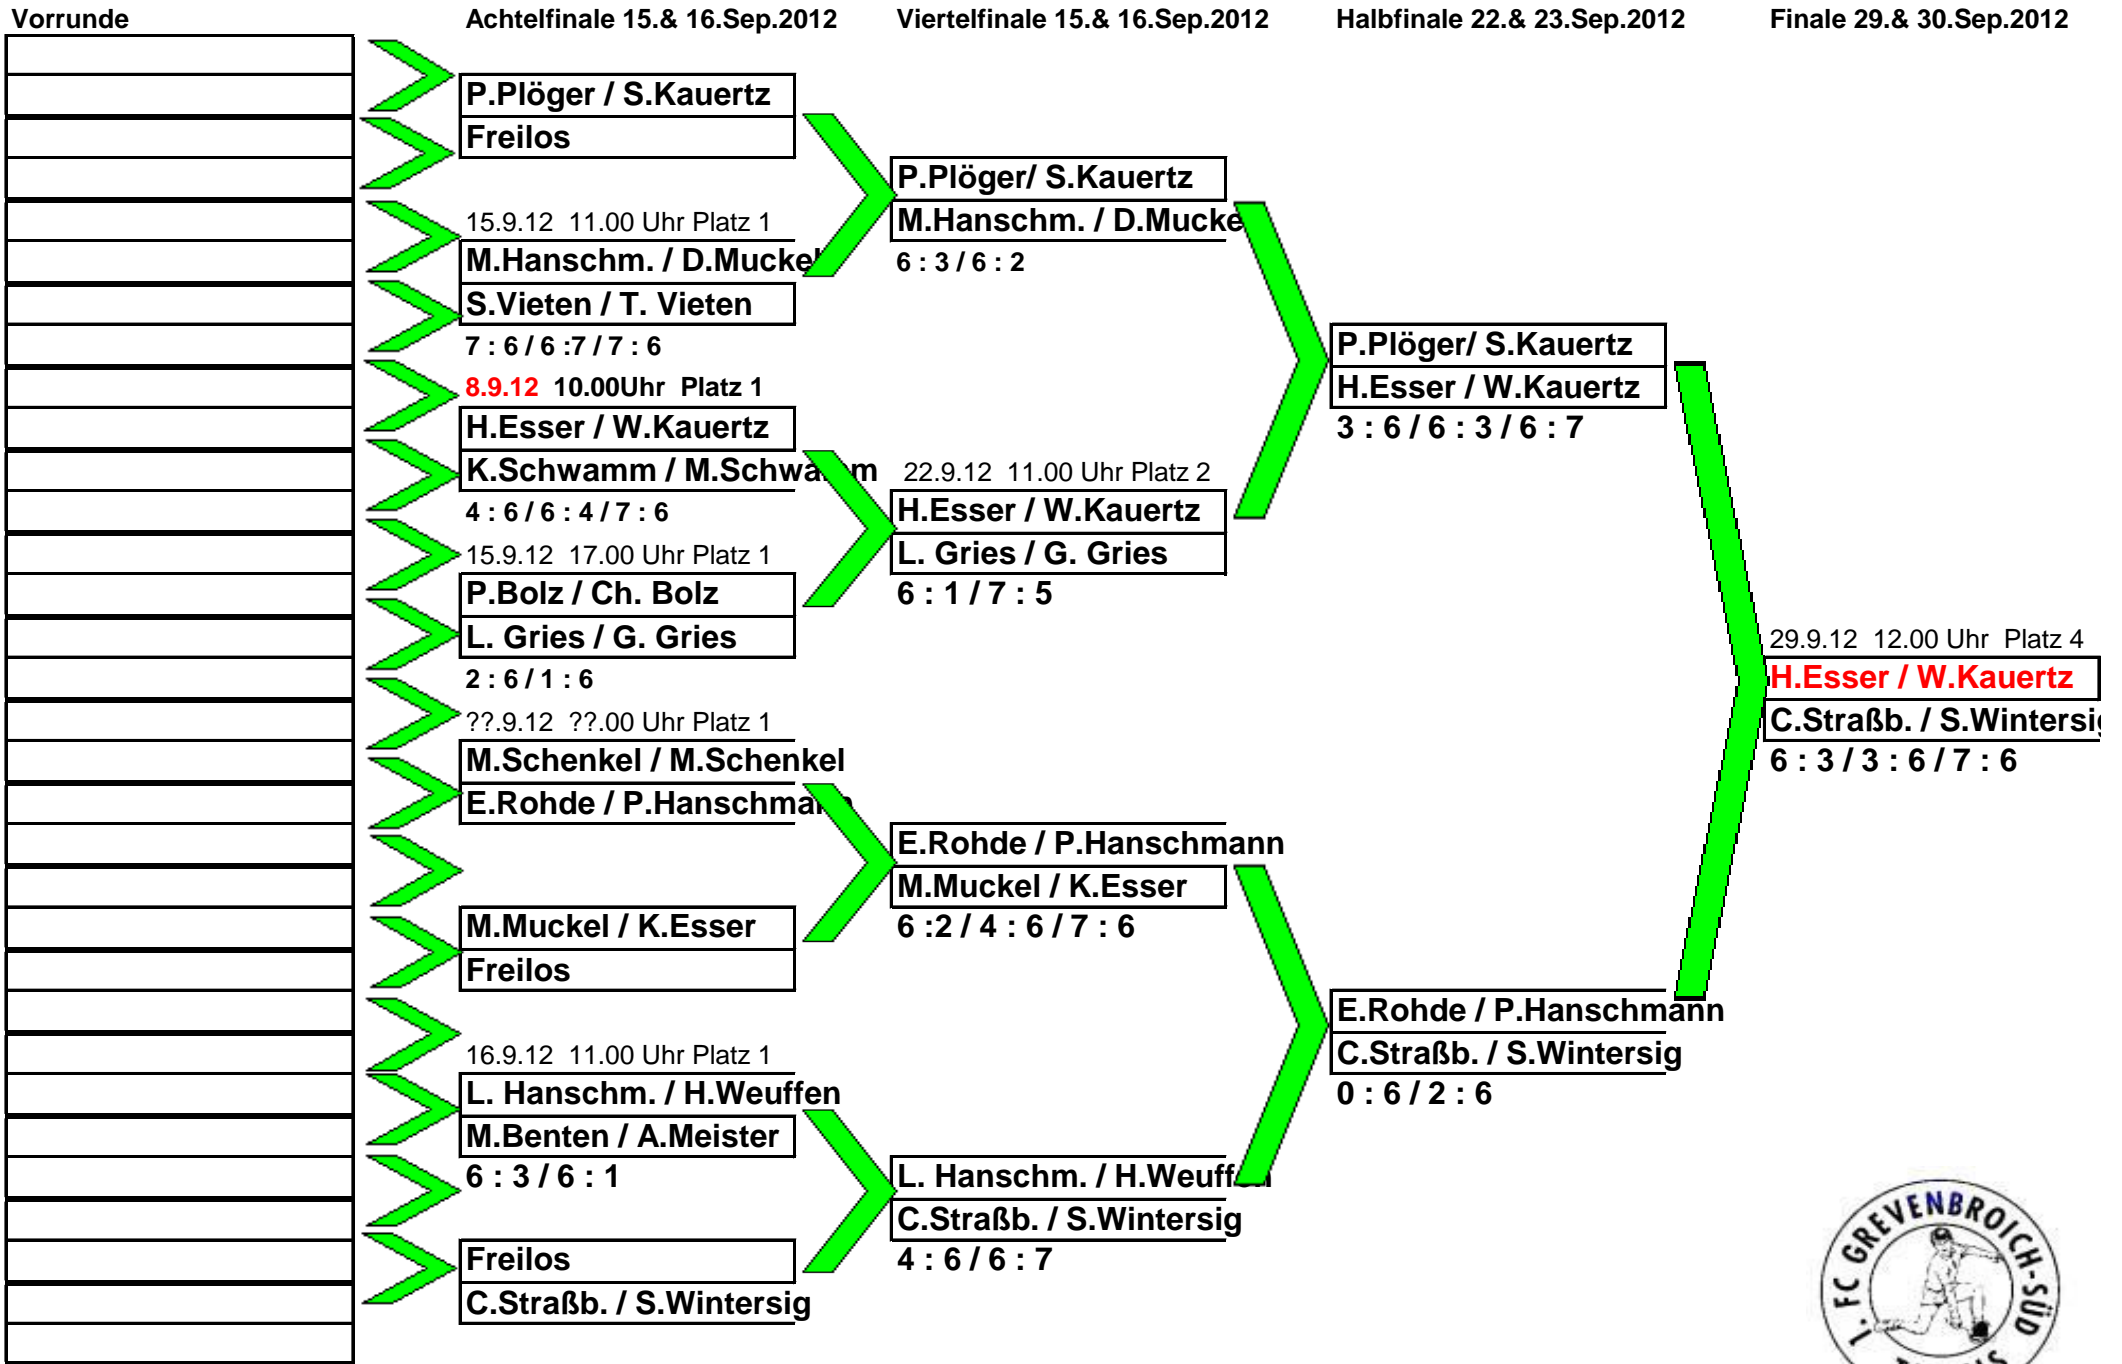 Vorrunde
Achtelfinale 15.& 16.Sep.2012
Viertelfinale 15.& 16.Sep.2012
Halbfinale 22.& 23.Sep.2012
Finale 29.& 30.Sep.2012
P.Plöger / S.Kauertz
Freilos
15.9.12 11.00 Uhr Platz 1
M.Hanschm. / D.Muckel
S.Vieten / T. Vieten
7 : 6 / 6 :7 / 7 : 6
8.9.12 10.00Uhr Platz 1
H.Esser / W.Kauertz
K.Schwamm / M.Schwamm
4 : 6 / 6 : 4 / 7 : 6
15.9.12 17.00 Uhr Platz 1
P.Bolz / Ch. Bolz
L. Gries / G. Gries
2 : 6 / 1 : 6
??.9.12 ??.00 Uhr Platz 1
M.Schenkel / M.Schenkel
E.Rohde / P.Hanschmann
M.Muckel / K.Esser
Freilos
16.9.12 11.00 Uhr Platz 1
L. Hanschm. / H.Weuffen
M.Benten / A.Meister
6 : 3 / 6 : 1
Freilos
C.Straßb. / S.Wintersig
P.Plöger/ S.Kauertz
M.Hanschm. / D.Mucke
6 : 3 / 6 : 2
22.9.12 11.00 Uhr Platz 2
H.Esser / W.Kauertz
L. Gries / G. Gries
6 : 1 / 7 : 5
E.Rohde / P.Hanschmann
M.Muckel / K.Esser
6 :2 / 4 : 6 / 7 : 6
L. Hanschm. / H.Weuffen
C.Straßb. / S.Wintersig
4 : 6 / 6 : 7
P.Plöger/ S.Kauertz
H.Esser / W.Kauertz
3 : 6 / 6 : 3 / 6 : 7
E.Rohde / P.Hanschmann
C.Straßb. / S.Wintersig
0 : 6 / 2 : 6
29.9.12 12.00 Uhr Platz 4
H.Esser / W.Kauertz
C.Straßb. / S.Wintersig
6 : 3 / 3 : 6 / 7 : 6
1. FC GREVENBROICH-SÜD